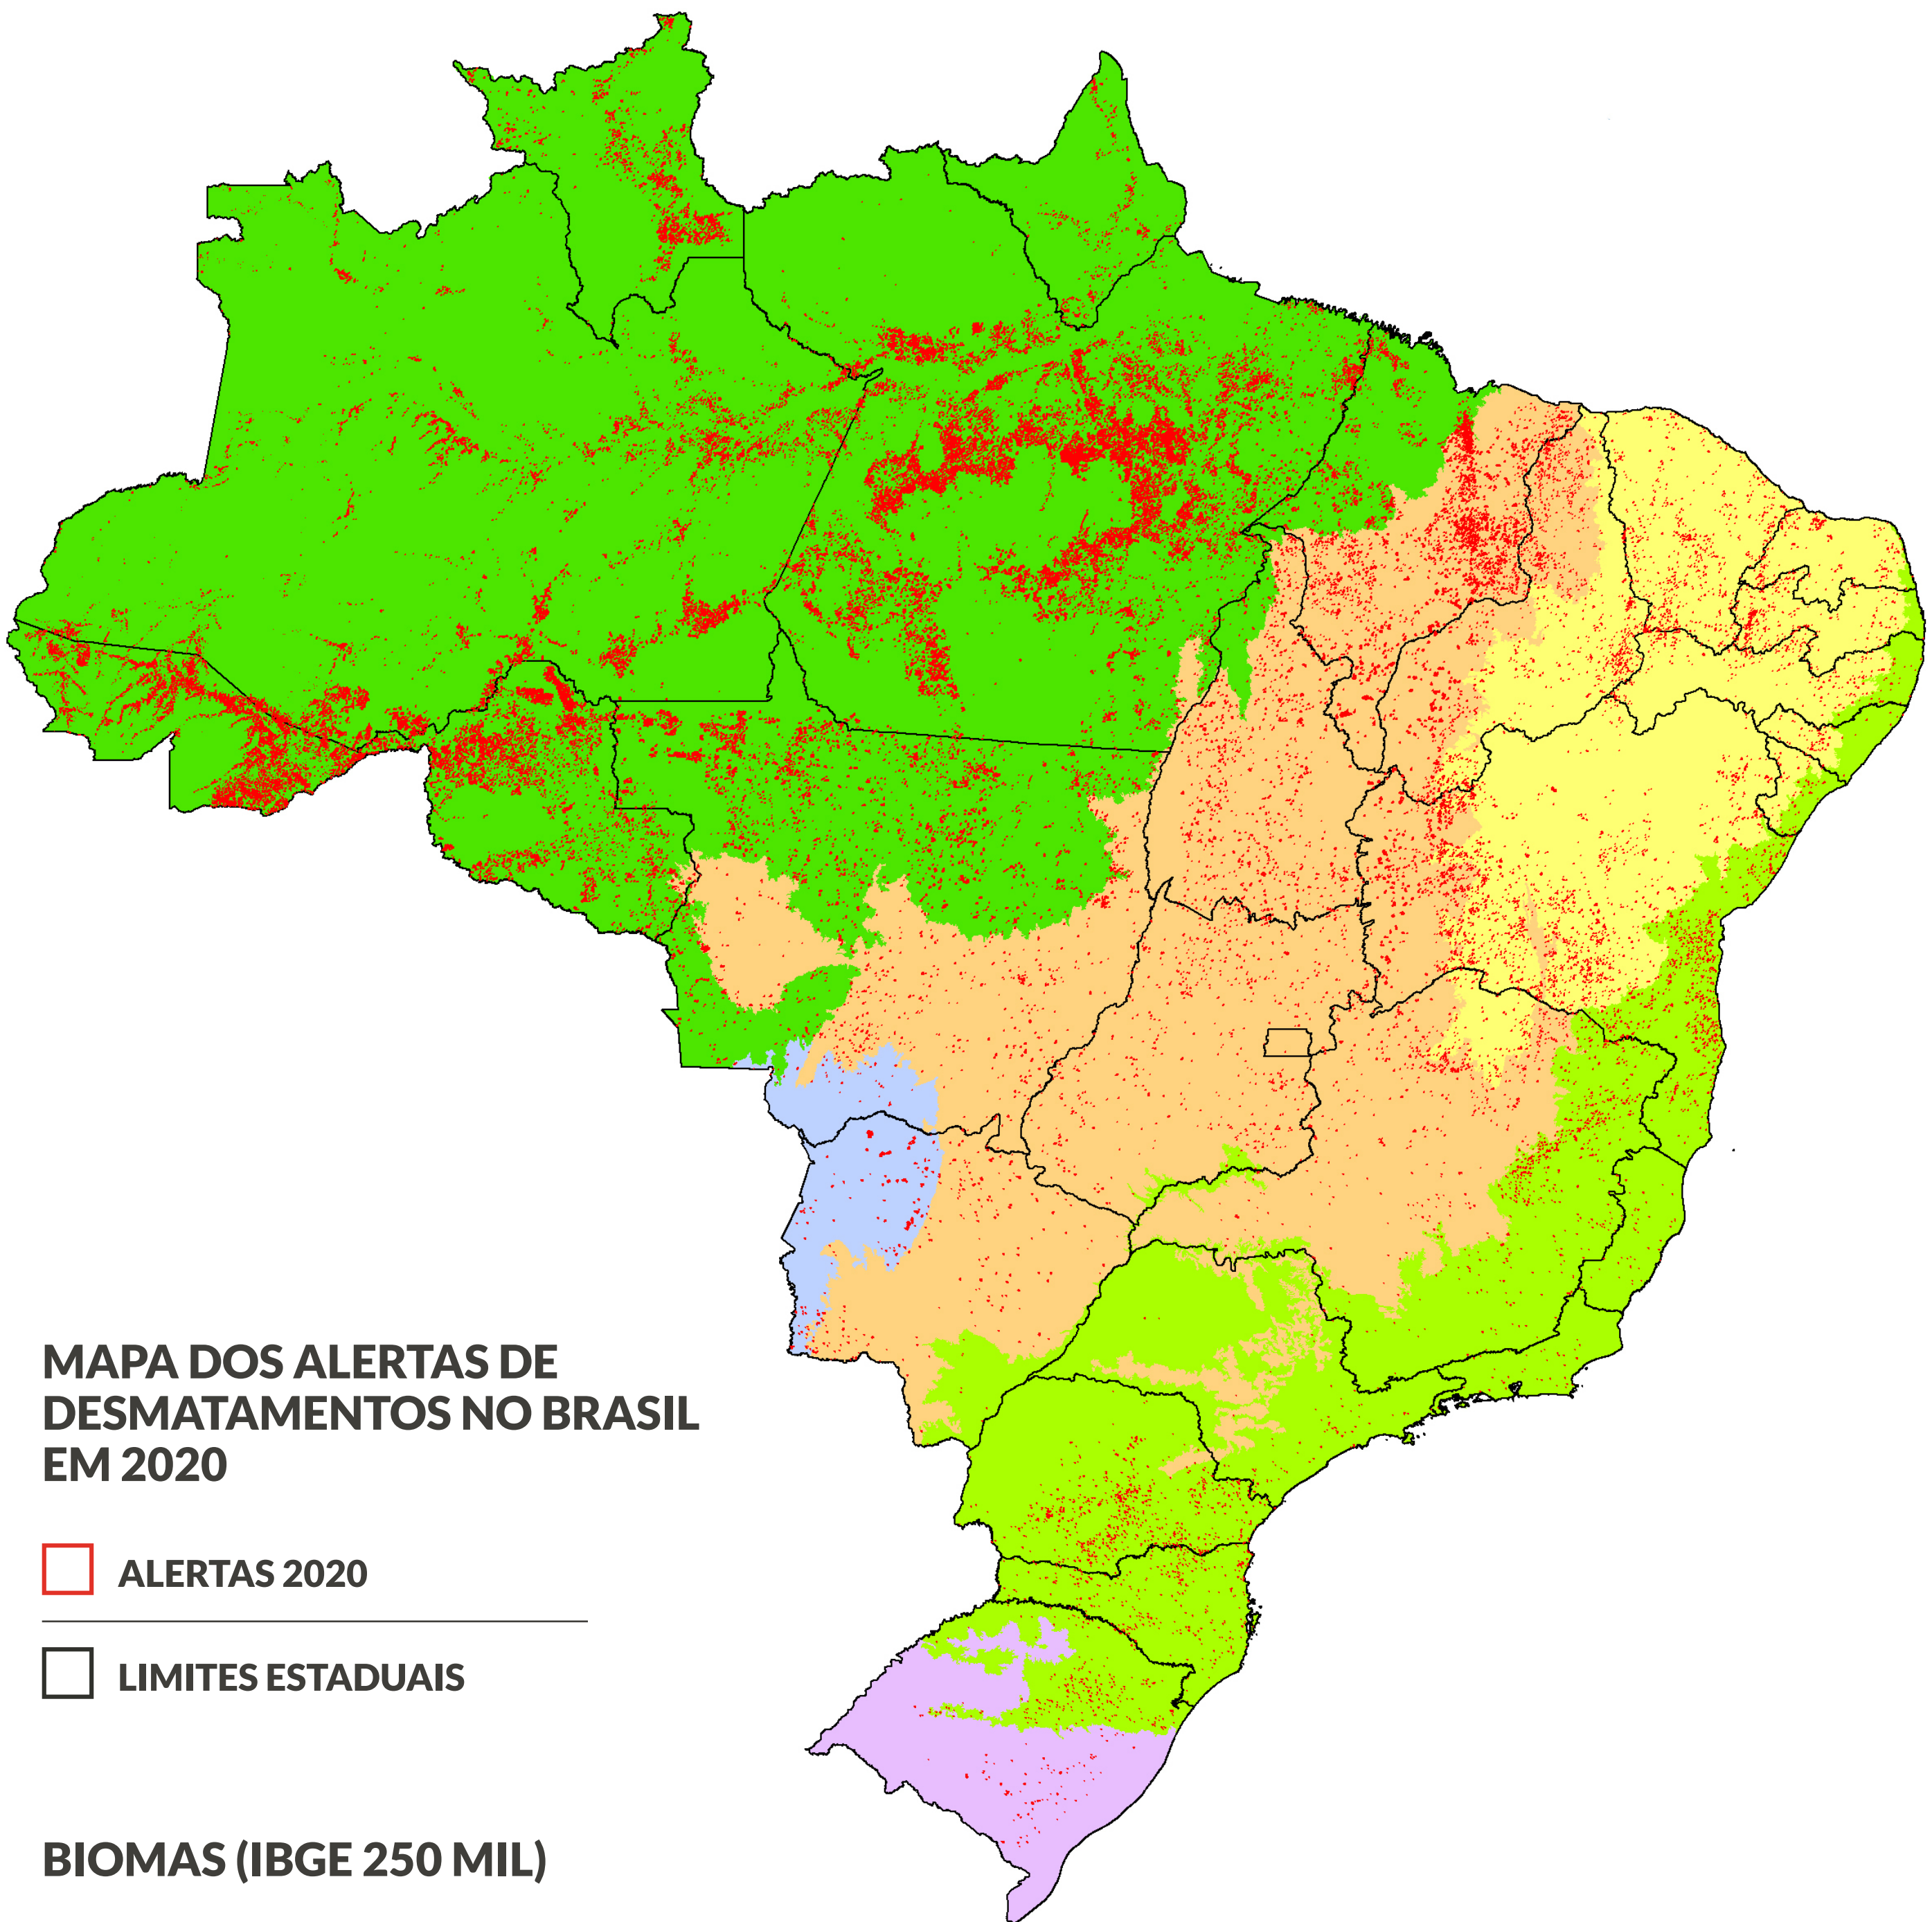 MAPA DOS ALERTAS DE
DESMATAMENTOS NO BRASIL
EM 2020
ALERTAS 2020
LIMITES ESTADUAIS
BIOMAS (IBGE 250 MIL)